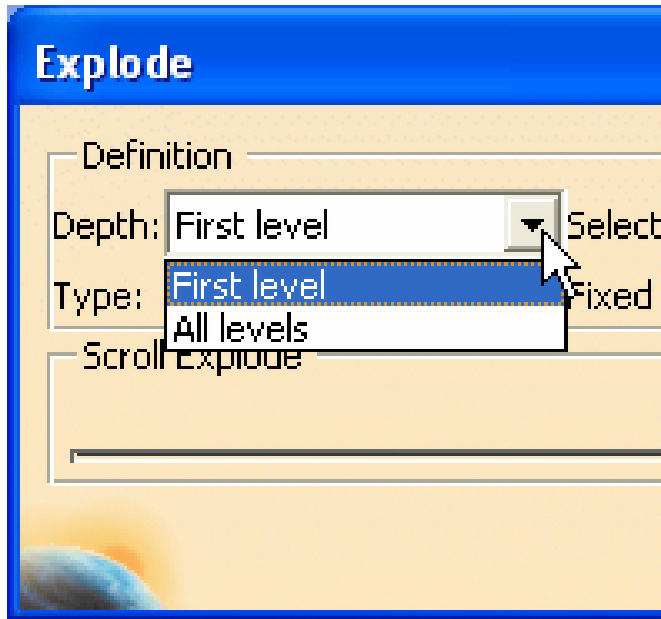 Explode
Definition
Depth: First level Select
Type: First level Fixed
All levels
Scroll Explode